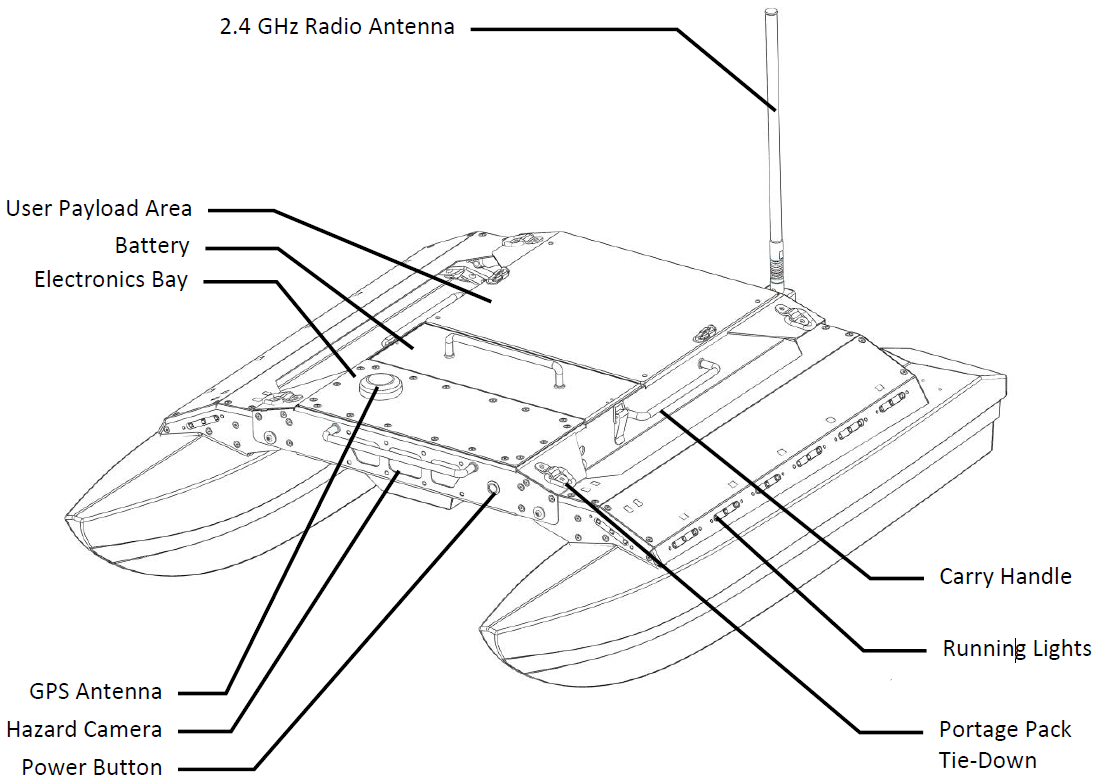 2.4 GHz Radio Antenna
User Payload Area
Battery
Electronics Bay
Carry Handle
Running Lights
GPS Antenna
Hazard Camera
Power Button
Portage Pack
Tie-Down